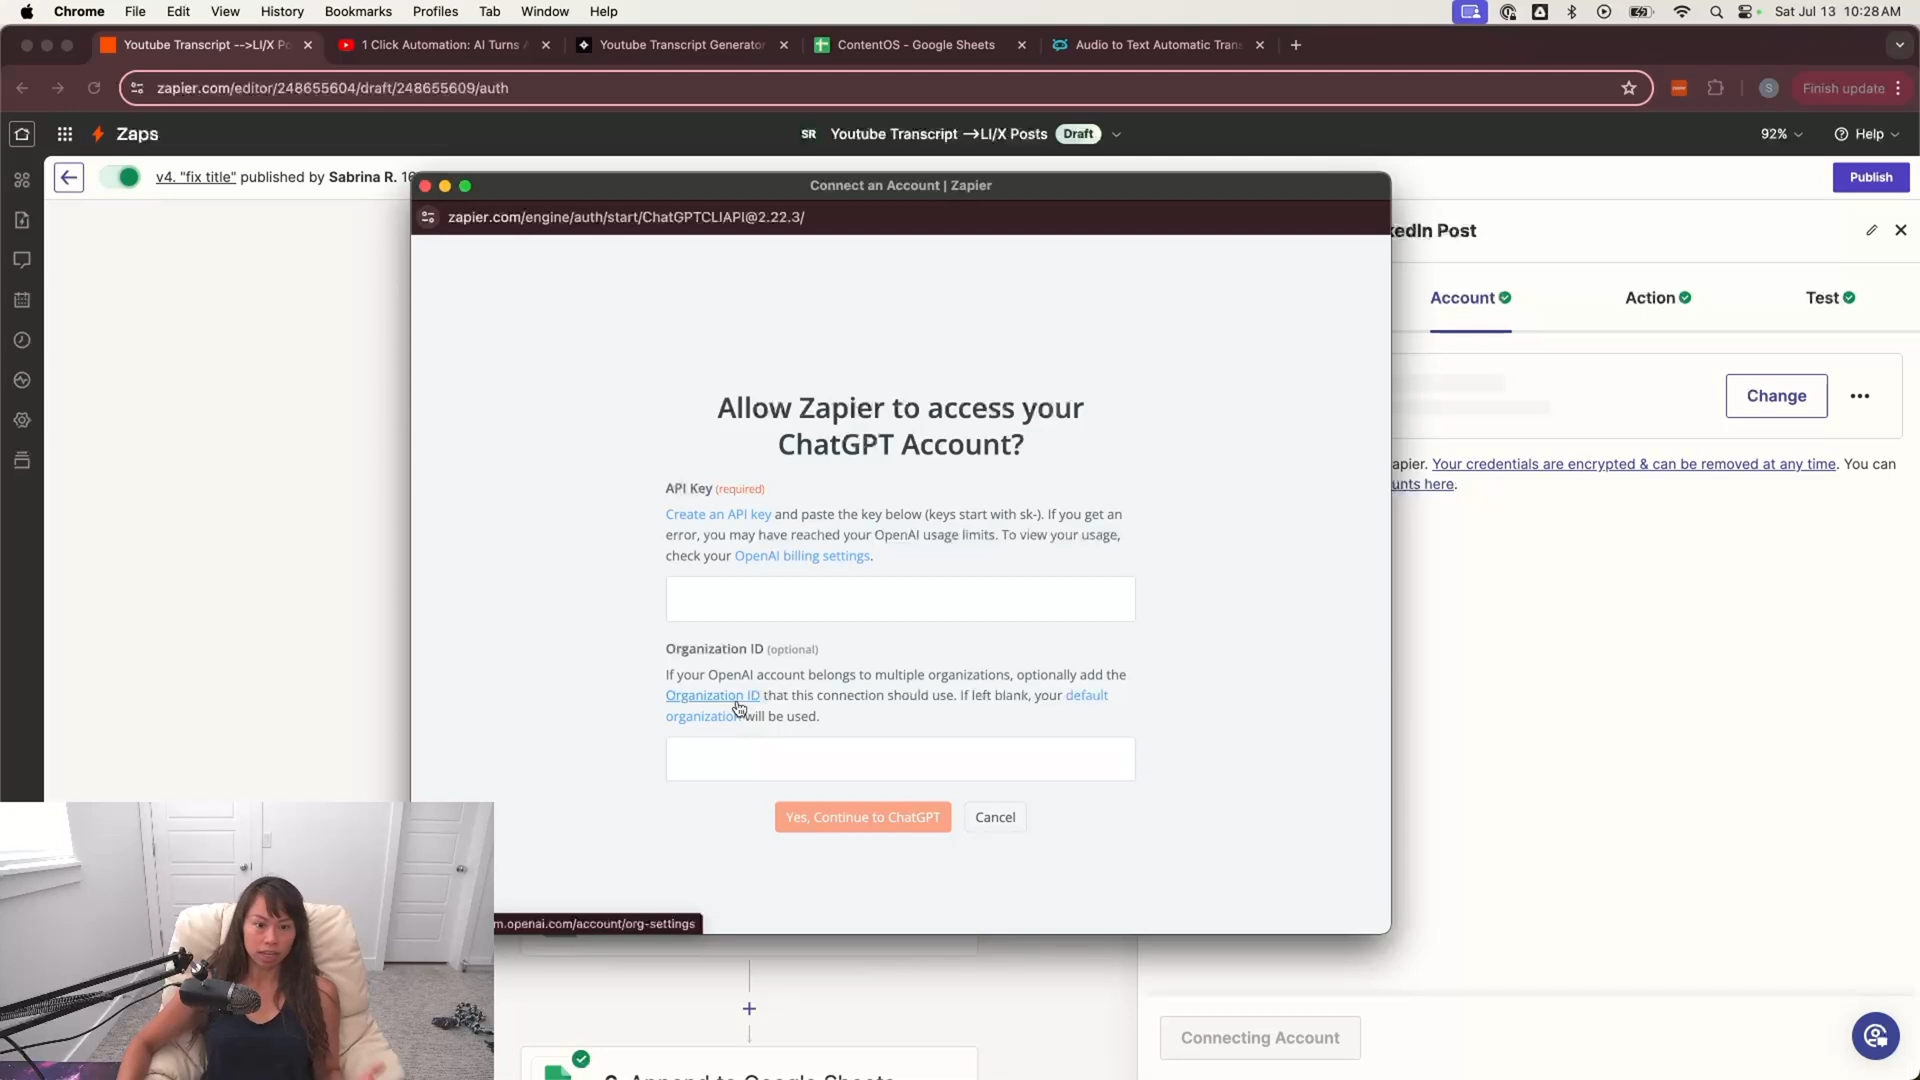 Chrome File Edit View History Bookmarks Profiles Tab Window Help Sat Jul 13 10:28 AM
Youtube Transcript -->LI/X Po 1 Click Automation: AI Turns Youtube Transcript Generator ContentOS - Google Sheets Audio to Text Automatic Tran
zapier.com/editor/248655604/draft/248655609/auth S Finish update
Zaps SR Youtube Transcript ->LI/X Posts Draft 92% Help
v4. "fix title" published by Sabrina R. 16 Publish
Connect an Account | Zapier
zapier.com/engine/auth/start/ChatGPTCLIAPI@2.22.3/
kedIn Post
Account Action Test
Change
apier. Your credentials are encrypted & can be removed at any time. You can
unts here.
Allow Zapier to access your
ChatGPT Account?
API Key (required)
Create an API key and paste the key below (keys start with sk-). If you get an
error, you may have reached your OpenAI usage limits. To view your usage,
check your OpenAI billing settings.
Organization ID (optional)
If your OpenAI account belongs to multiple organizations, optionally add the
Organization ID that this connection should use. If left blank, your default
organization will be used.
Yes, Continue to ChatGPT Cancel
m.openai.com/account/org-settings
Connecting Account
Append to Google Sheets